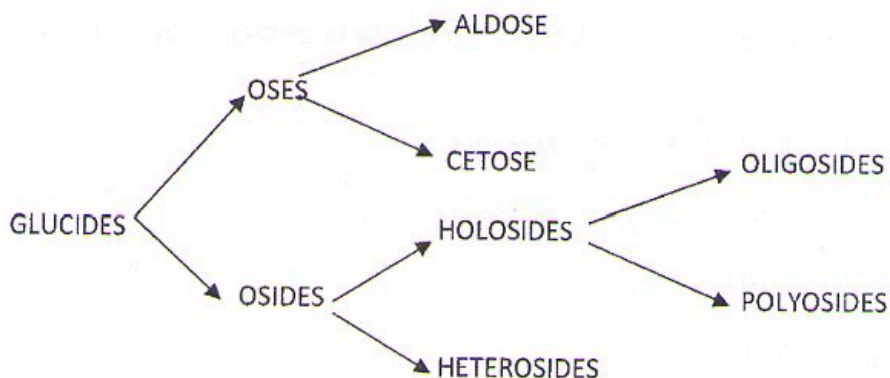 ALDOSE
OSES
CETOSE
OLIGOSIDES
GLUCIDES
HOLOSIDES
OSIDES
POLYOSIDES
HETEROSIDES